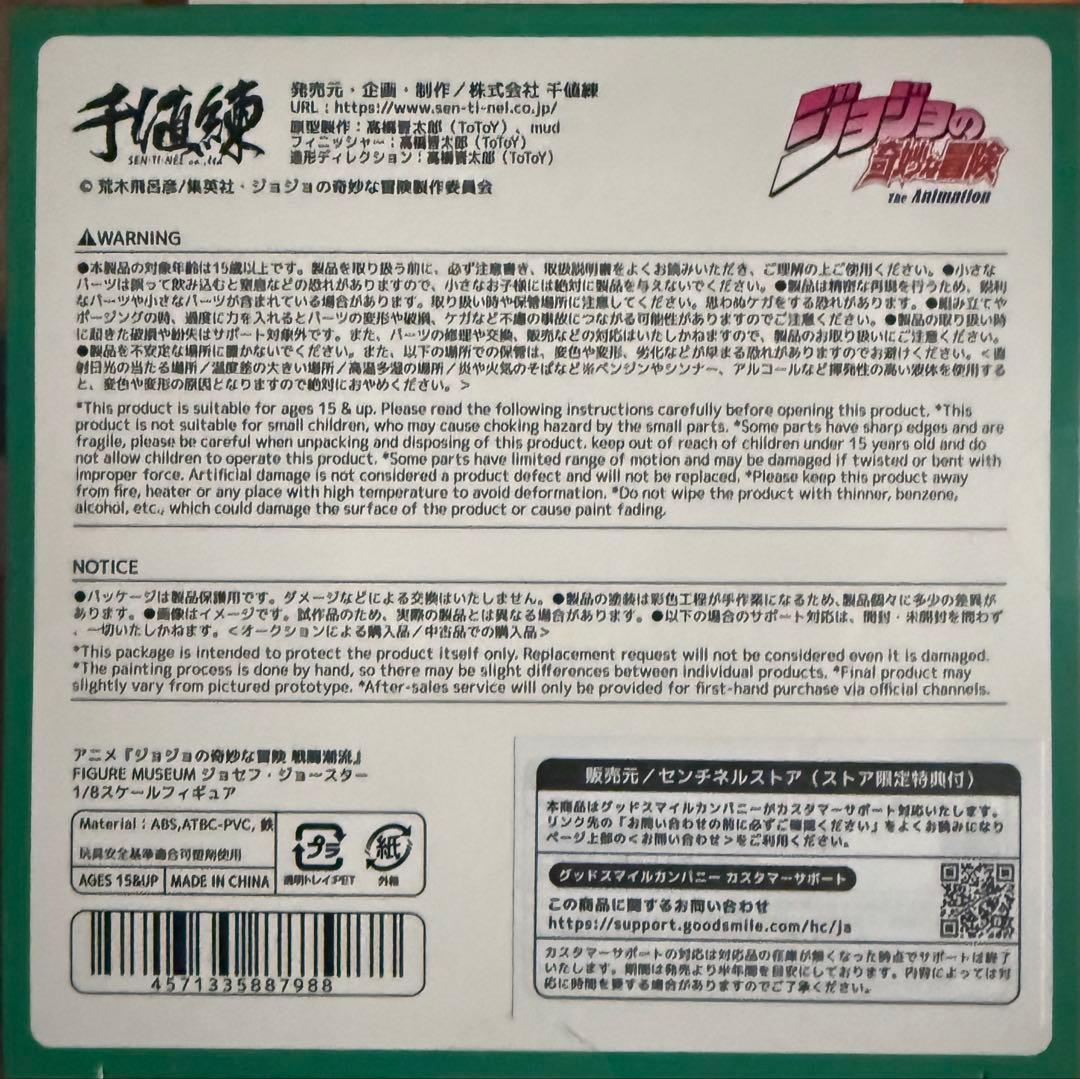 千値練
SEN-TI-NEL co.,ltd
発売元・企画・制作/株式会社 千値練
URL : https://www.sen-ti-nel.co.jp/
原型製作:高橋晋太郎(ToToY)、mud
フィニッシャー:高橋晋太郎(ToToY)
造形ディレクション:高橋晋太郎(ToToY)
© 荒木飛呂彦/集英社・ジョジョの奇妙な冒険製作委員会
ジョジョの
奇妙な冒険
The Animation
⚠WARNING
●本製品の対象年齢は15歳以上です。製品を取り扱う前に、必ず注意書き、取扱説明書をよくお読みいただき、ご理解の上ご使用ください。●小さな
パーツは誤って飲み込むと窒息などの恐れがありますので、小さなお子様には絶対に製品を与えないでください。●製品は精密な再現を行うため、鋭利
なパーツや小さなパーツが含まれている場合があります。取り扱い時や保管場所に注意してください。思わぬケガをする恐れがあります。●組み立てや
ポージングの時、過度に力を入れるとパーツの変形や破損、ケガなど不慮の事故につながる可能性がありますのでご注意ください。●製品の取り扱い時
に起きた破損や紛失はサポート対象外です。また、パーツの修理や交換、販売などの対応はいたしかねますので、製品のお取り扱いにご注意ください。
●製品を不安定な場所に置かないでください。また、以下の場所での保管は、変色や変形、劣化などが早まる恐れがありますのでお避けください。<直
射日光の当たる場所/温度差の大きい場所/高温多湿の場所/炎や火気のそばなど※ベンジンやシンナー、アルコールなど揮発性の高い液体を使用する
と、変色や変形の原因となりますので絶対におやめください。>
*This product is suitable for ages 15 & up. Please read the following instructions carefully before opening this product. *This
product is not suitable for small children, who may cause choking hazard by the small parts. *Some parts have sharp edges and are
fragile, please be careful when unpacking and disposing of this product. keep out of reach of children under 15 years old and do
not allow children to operate this product. *Some parts have limited range of motion and may be damaged if twisted or bent with
improper force. Artificial damage is not considered a product defect and will not be replaced. *Please keep this product away
from fire, heater or any place with high temperature to avoid deformation. *Do not wipe the product with thinner, benzene,
alcohol, etc., which could damage the surface of the product or cause paint fading.
NOTICE
●パッケージは製品保護用です。ダメージなどによる交換はいたしません。●製品の塗装は彩色工程が手作業になるため、製品個々に多少の差異が
あります。●画像はイメージです。試作品のため、実際の製品とは異なる場合があります。●以下の場合のサポート対応は、開封・未開封を問わず
、一切いたしかねます。<オークションによる購入品/中古品での購入品>
*This package is intended to protect the product itself only. Replacement request will not be considered even it is damaged.
*The painting process is done by hand, so there may be slight differences between individual products. *Final product may
slightly vary from pictured prototype. *After-sales service will only be provided for first-hand purchase via official channels.
アニメ『ジョジョの奇妙な冒険 戦闘潮流』
FIGURE MUSEUM ジョセフ・ジョースター
1/8スケールフィギュア
Material : ABS,ATBC-PVC, 鉄
玩具安全基準適合可塑剤使用
AGES 15&UP MADE IN CHINA
プラ
透明トレイ:PET
紙
外箱
4571335887988
販売元/センチネルストア(ストア限定特典付)
本商品はグッドスマイルカンパニーがカスタマーサポート対応いたします。
リンク先の「お問い合わせの前に必ずご確認ください」をよくお読みになり
ページ上部の<お問い合わせ>をご利用ください。
グッドスマイルカンパニー カスタマーサポート
この商品に関するお問い合わせ
https://support.goodsmile.com/hc/ja
カスタマーサポートの対応は対応品の在庫が無くなった時点でサポートは終了
いたします。期間は発売より半年間を目安にしております。内容によっては対
応に時間を要する場合がありますのでご了承ください。